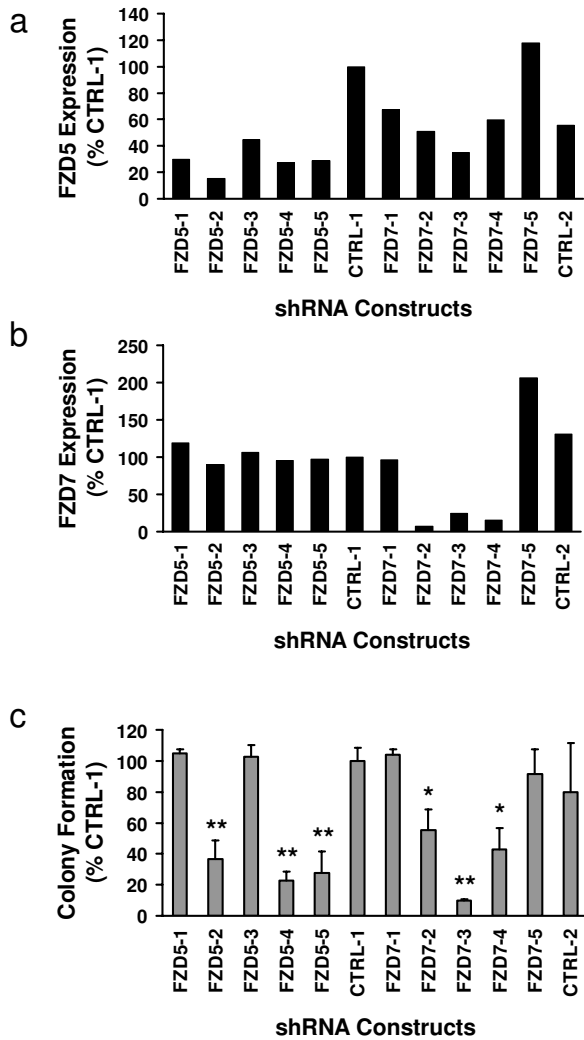 a
FZD5 Expression
(% CTRL-1)
140
120
100
80
60
40
20
0
FZD5-1
FZD5-2
FZD5-3
FZD5-4
FZD5-5
CTRL-1
FZD7-1
FZD7-2
FZD7-3
FZD7-4
FZD7-5
CTRL-2
shRNA Constructs
b
FZD7 Expression
(% CTRL-1)
250
200
150
100
50
0
FZD5-1
FZD5-2
FZD5-3
FZD5-4
FZD5-5
CTRL-1
FZD7-1
FZD7-2
FZD7-3
FZD7-4
FZD7-5
CTRL-2
shRNA Constructs
c
Colony Formation
(% CTRL-1)
120
100
80
60
40
20
0
**
**
**
*
**
*
FZD5-1
FZD5-2
FZD5-3
FZD5-4
FZD5-5
CTRL-1
FZD7-1
FZD7-2
FZD7-3
FZD7-4
FZD7-5
CTRL-2
shRNA Constructs